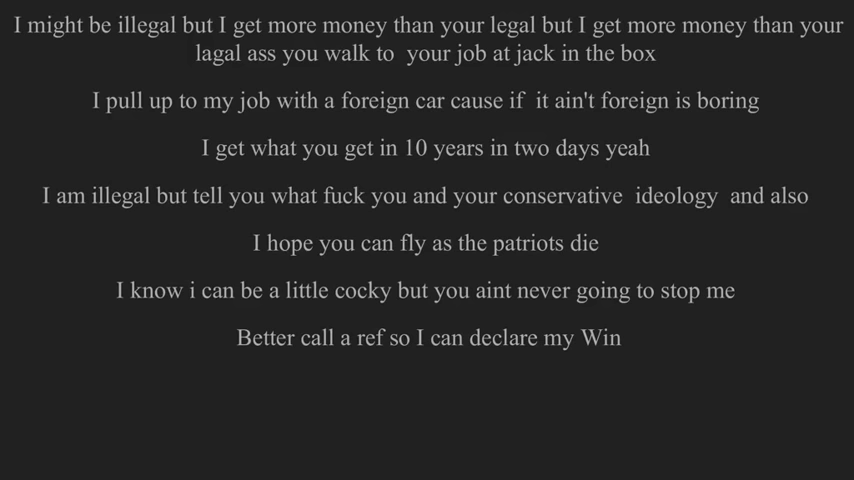 I might be illegal but I get more money than your legal but I get more money than your
lagal ass you walk to your job at jack in the box
I pull up to my job with a foreign car cause if it ain't foreign is boring
I get what you get in 10 years in two days yeah
I am illegal but tell you what fuck you and your conservative ideology and also
I hope you can fly as the patriots die
I know i can be a little cocky but you aint never going to stop me
Better call a ref so I can declare my Win